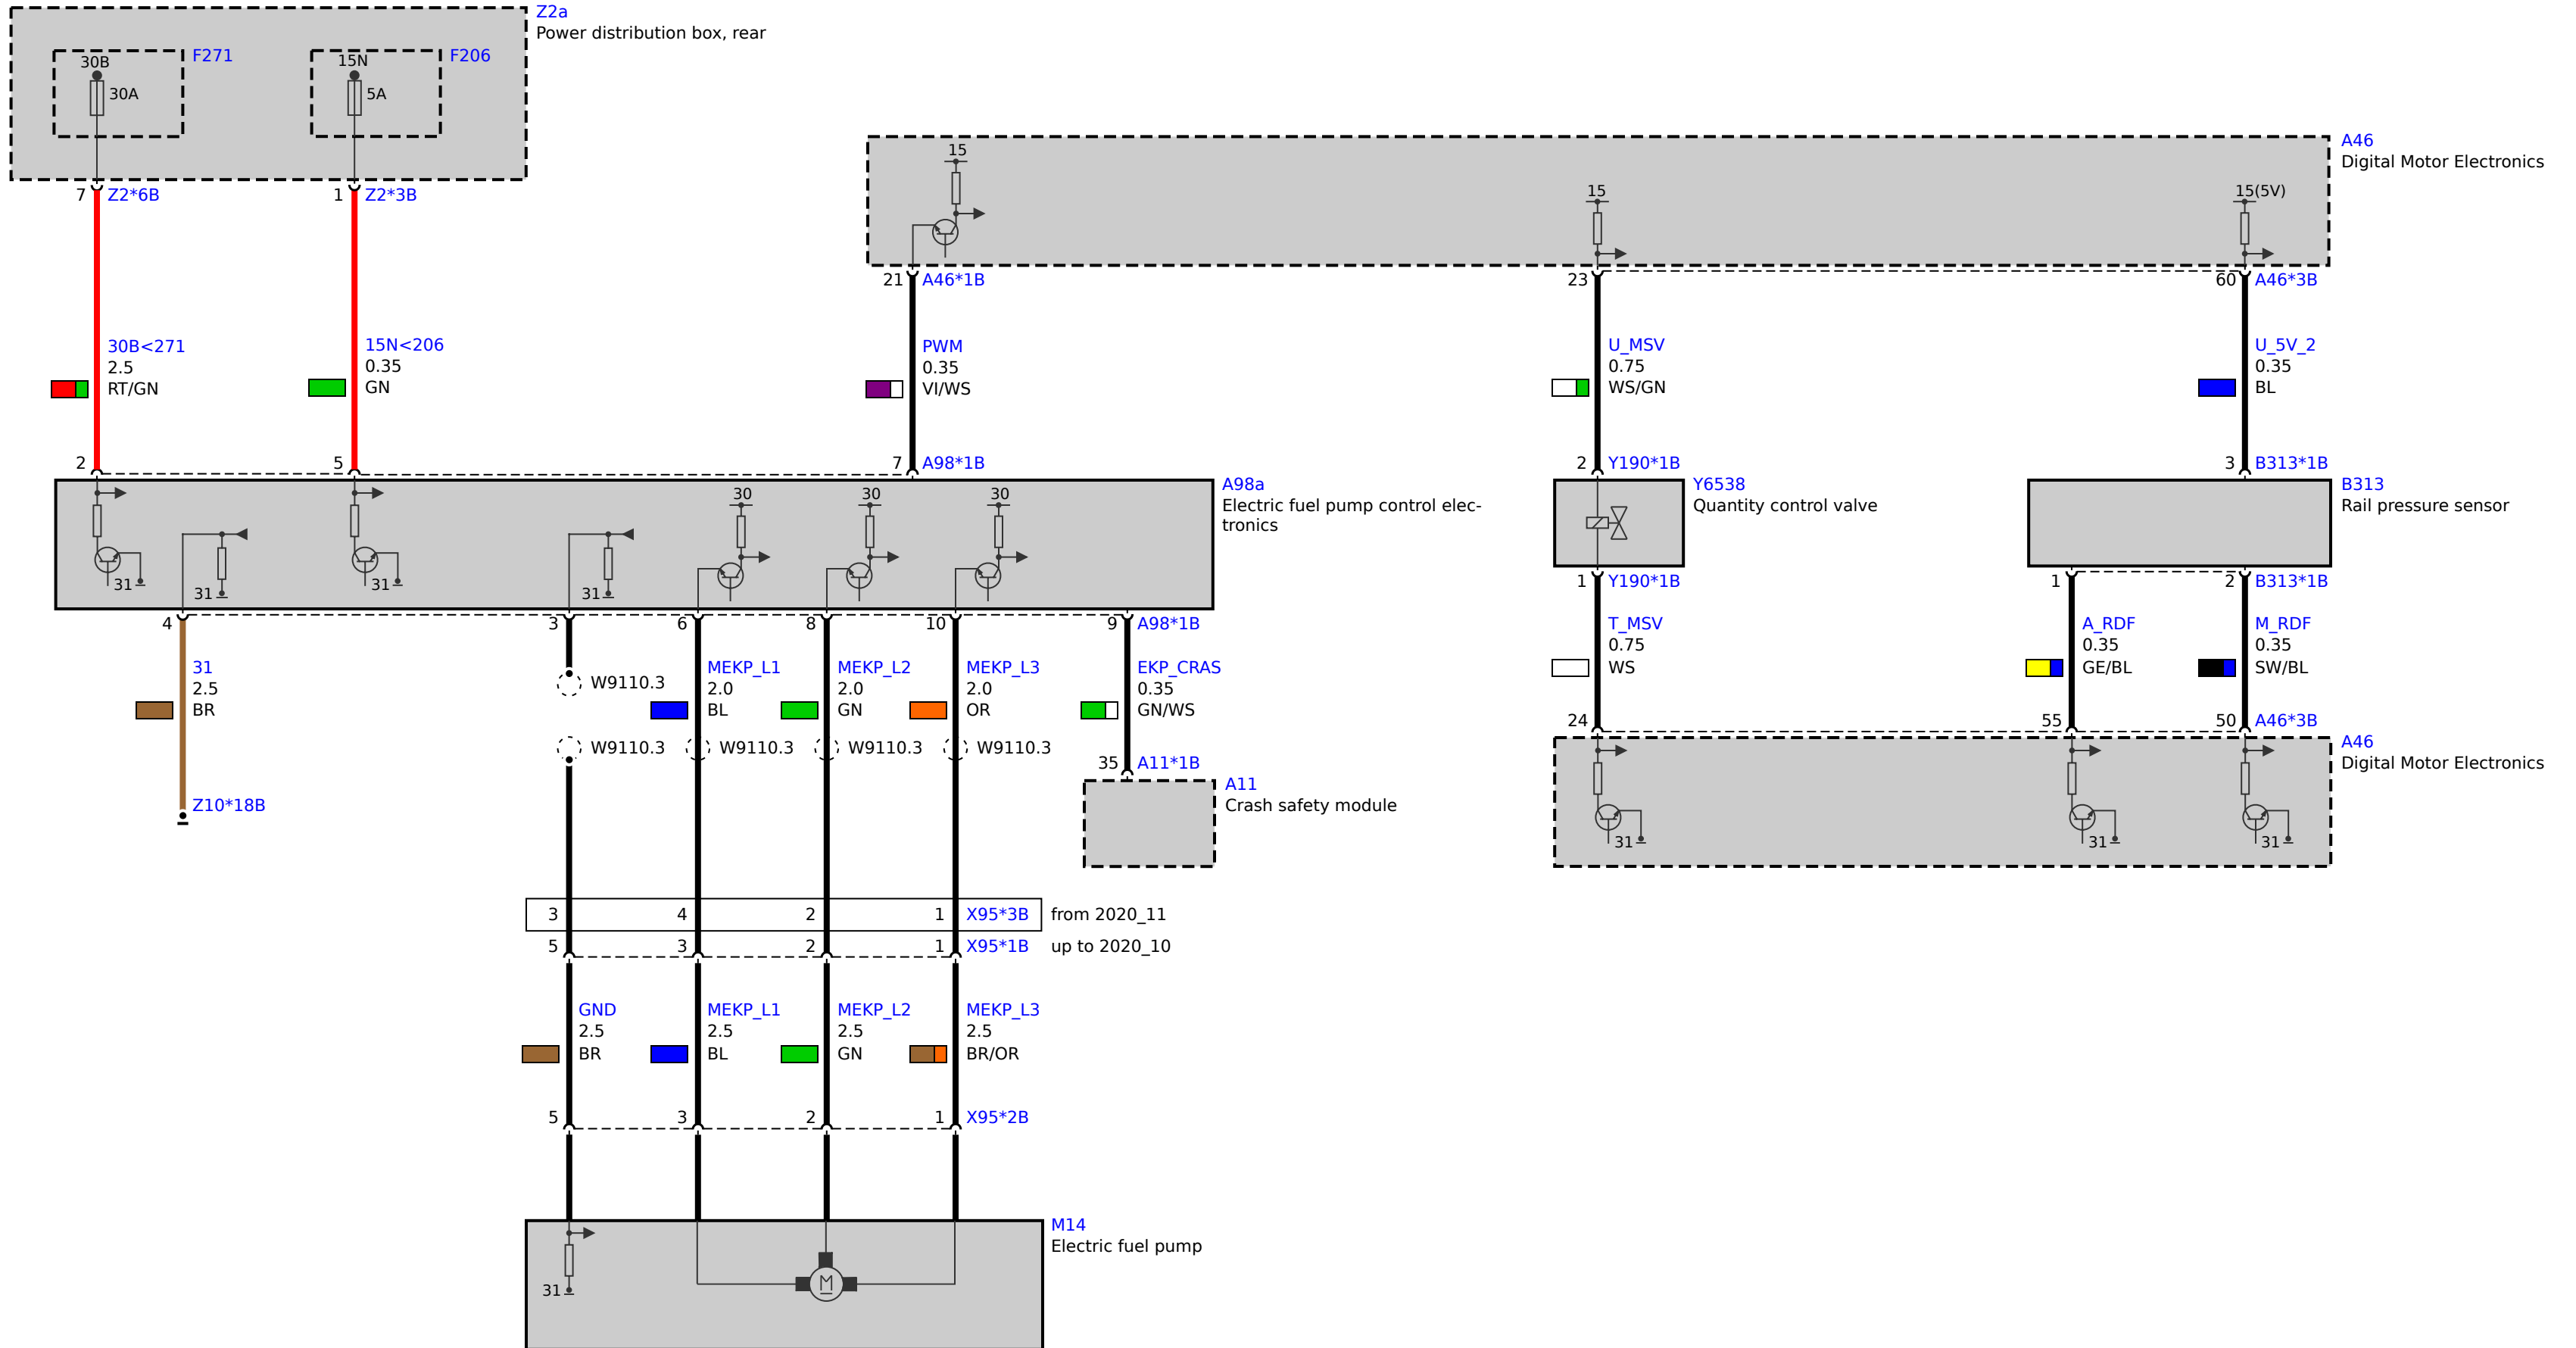 Z2a
Power distribution box, rear
30B
F271
15N
F206
30A
5A
15
A46
Digital Motor Electronics
15
15(5V)
7 Z2*6B
1 Z2*3B
21 A46*1B
23
60 A46*3B
30B<271
2.5
RT/GN
15N<206
0.35
GN
PWM
0.35
VI/WS
U_MSV
0.75
WS/GN
U_5V_2
0.35
BL
2
5
7 A98*1B
2 Y190*1B
3 B313*1B
A98a
Electric fuel pump control elec-
tronics
Y6538
Quantity control valve
B313
Rail pressure sensor
30
30
30
31
31
31
31
1 Y190*1B
1
2 B313*1B
4
3
6
8
10
9 A98*1B
T_MSV
0.75
WS
A_RDF
0.35
GE/BL
M_RDF
0.35
SW/BL
31
2.5
BR
W9110.3
MEKP_L1
2.0
BL
MEKP_L2
2.0
GN
MEKP_L3
2.0
OR
EKP_CRAS
0.35
GN/WS
24
55
50 A46*3B
W9110.3
W9110.3
W9110.3
W9110.3
A46
Digital Motor Electronics
35 A11*1B
A11
Crash safety module
Z10*18B
31
31
31
3 4 2 1 X95*3B from 2020_11
5 3 2 1 X95*1B up to 2020_10
GND
2.5
BR
MEKP_L1
2.5
BL
MEKP_L2
2.5
GN
MEKP_L3
2.5
BR/OR
5 3 2 1 X95*2B
M14
Electric fuel pump
31
M